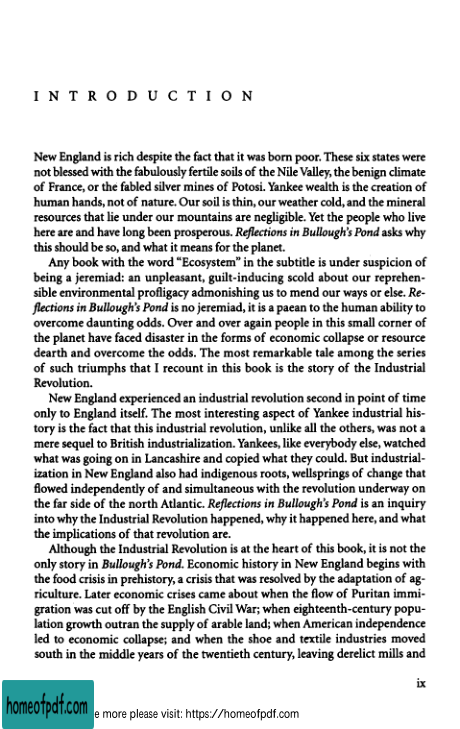 INTRODUCTION
New England is rich despite the fact that it was born poor. These six states were
not blessed with the fabulously fertile soils of the Nile Valley, the benign climate
of France, or the fabled silver mines of Potosi. Yankee wealth is the creation of
human hands, not of nature. Our soil is thin, our weather cold, and the mineral
resources that lie under our mountains are negligible. Yet the people who live
here are and have long been prosperous. Reflections in Bullough's Pond asks why
this should be so, and what it means for the planet.
Any book with the word "Ecosystem" in the subtitle is under suspicion of
being a jeremiad: an unpleasant, guilt-inducing scold about our reprehen-
sible environmental profligacy admonishing us to mend our ways or else. Re-
flections in Bullough's Pond is no jeremiad, it is a paean to the human ability to
overcome daunting odds. Over and over again people in this small corner of
the planet have faced disaster in the forms of economic collapse or resource
dearth and overcome the odds. The most remarkable tale among the series
of such triumphs that I recount in this book is the story of the Industrial
Revolution.
New England experienced an industrial revolution second in point of time
only to England itself. The most interesting aspect of Yankee industrial his-
tory is the fact that this industrial revolution, unlike all the others, was not a
mere sequel to British industrialization. Yankees, like everybody else, watched
what was going on in Lancashire and copied what they could. But industrial-
ization in New England also had indigenous roots, wellsprings of change that
flowed independently of and simultaneous with the revolution underway on
the far side of the north Atlantic. Reflections in Bullough's Pond is an inquiry
into why the Industrial Revolution happened, why it happened here, and what
the implications of that revolution are.
Although the Industrial Revolution is at the heart of this book, it is not the
only story in Bullough's Pond. Economic history in New England begins with
the food crisis in prehistory, a crisis that was resolved by the adaptation of ag-
riculture. Later economic crises came about when the flow of Puritan immi-
gration was cut off by the English Civil War; when eighteenth-century popu-
lation growth outran the supply of arable land; when American independence
led to economic collapse; and when the shoe and textile industries moved
south in the middle years of the twentieth century, leaving derelict mills and
ix
homeofpdf.com
e more please visit: https://homeofpdf.com